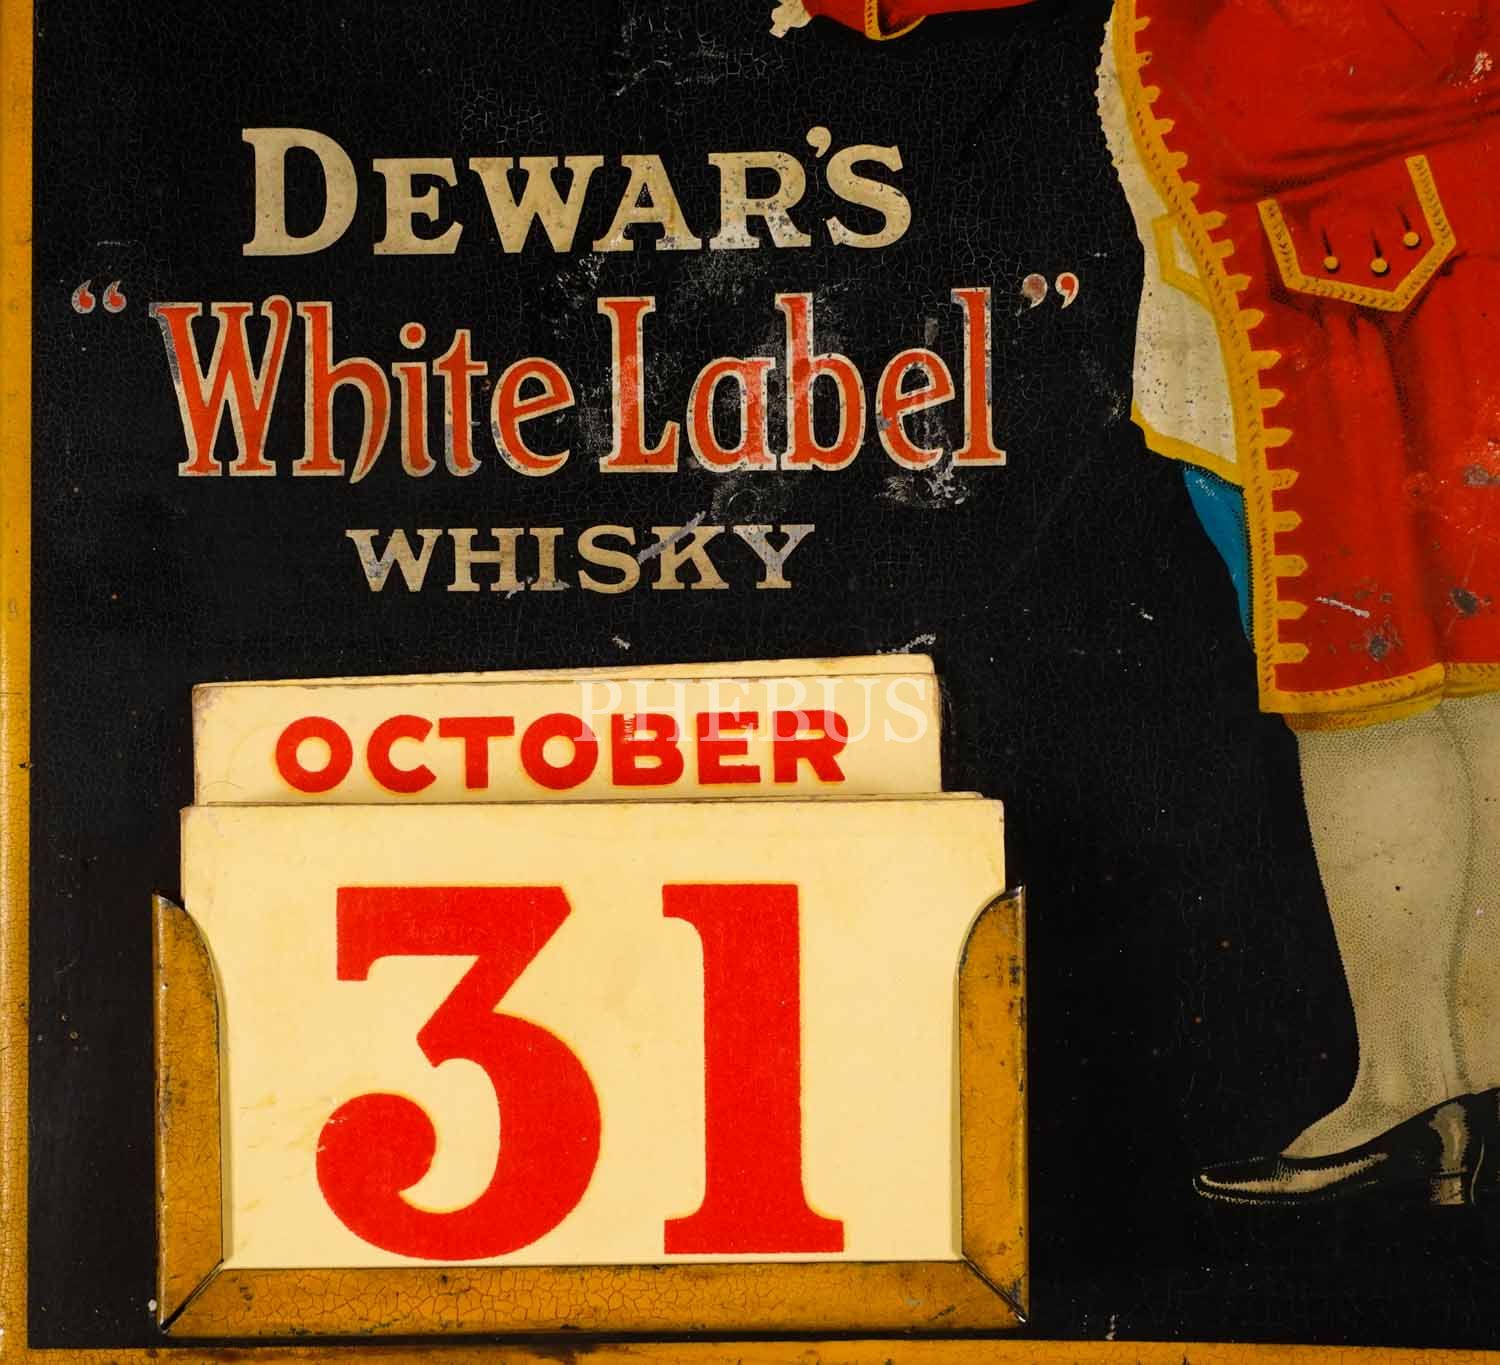 DEWAR'S
“White Label”
WHISKY
PHEBUS
OCTOBER
31